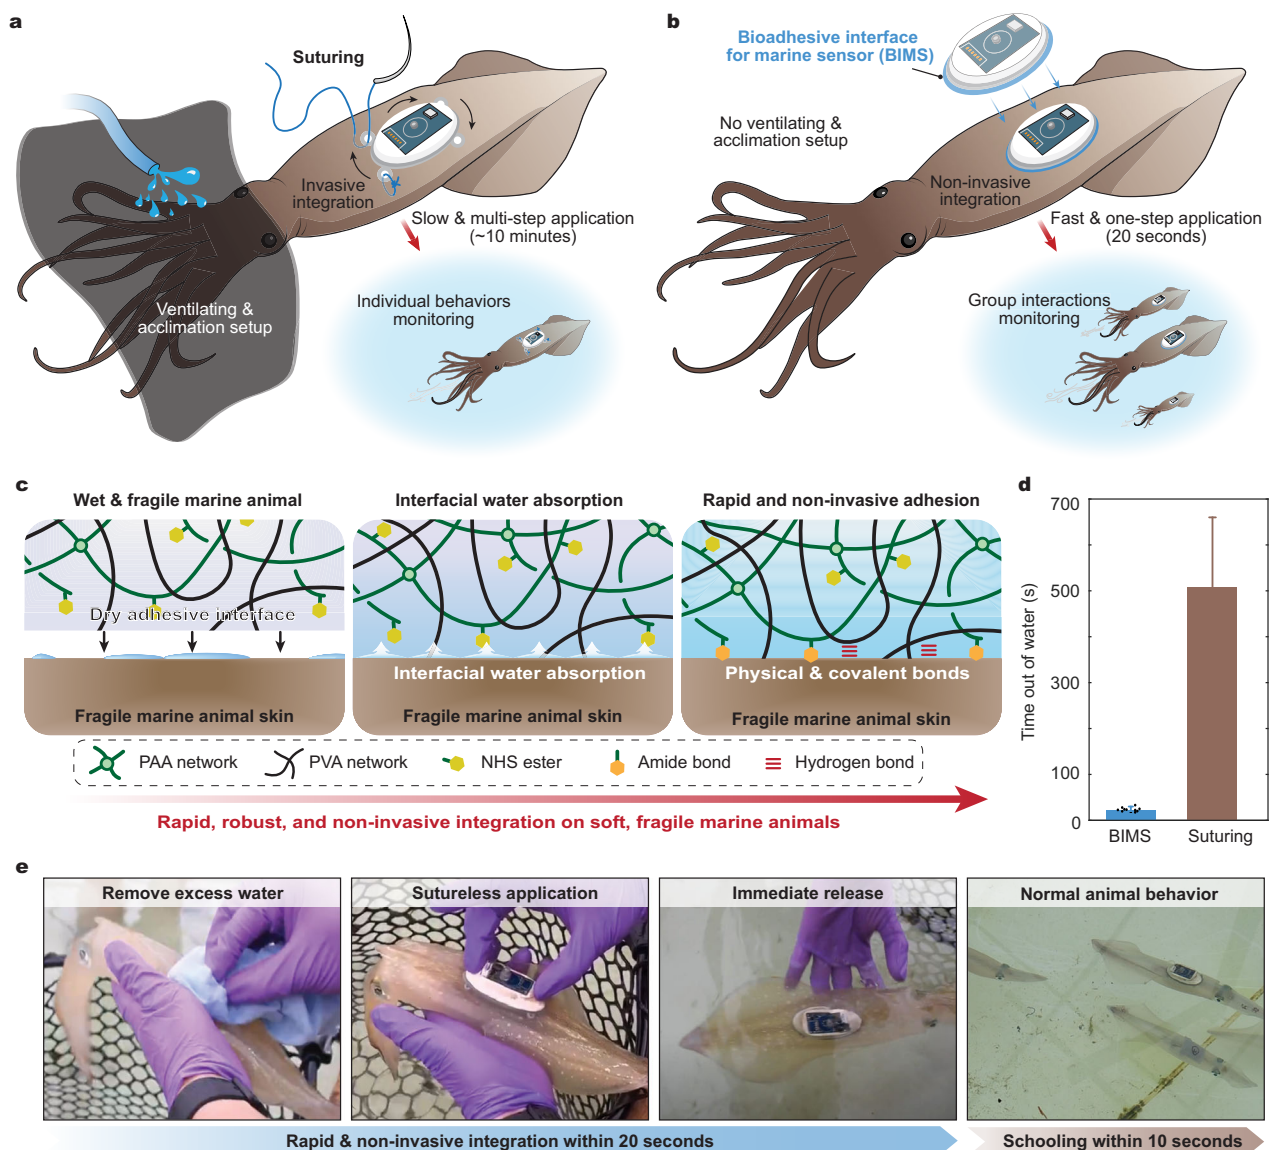 a
Suturing
Invasive
integration
Slow & multi-step application
(~10 minutes)
Ventilating &
acclimation setup
Individual behaviors
monitoring
b
Bioadhesive interface
for marine sensor (BIMS)
No ventilating &
acclimation setup
Non-invasive
integration
Fast & one-step application
(20 seconds)
Group interactions
monitoring
c
Wet & fragile marine animal
Interfacial water absorption
Rapid and non-invasive adhesion
Dry adhesive interface
Interfacial water absorption
Physical & covalent bonds
Fragile marine animal skin
Fragile marine animal skin
Fragile marine animal skin
PAA network
PVA network
NHS ester
Amide bond
Hydrogen bond
Rapid, robust, and non-invasive integration on soft, fragile marine animals
d
Time out of water (s)
700
500
300
100
0
BIMS
Suturing
e
Remove excess water
Sutureless application
Immediate release
Normal animal behavior
Rapid & non-invasive integration within 20 seconds
Schooling within 10 seconds